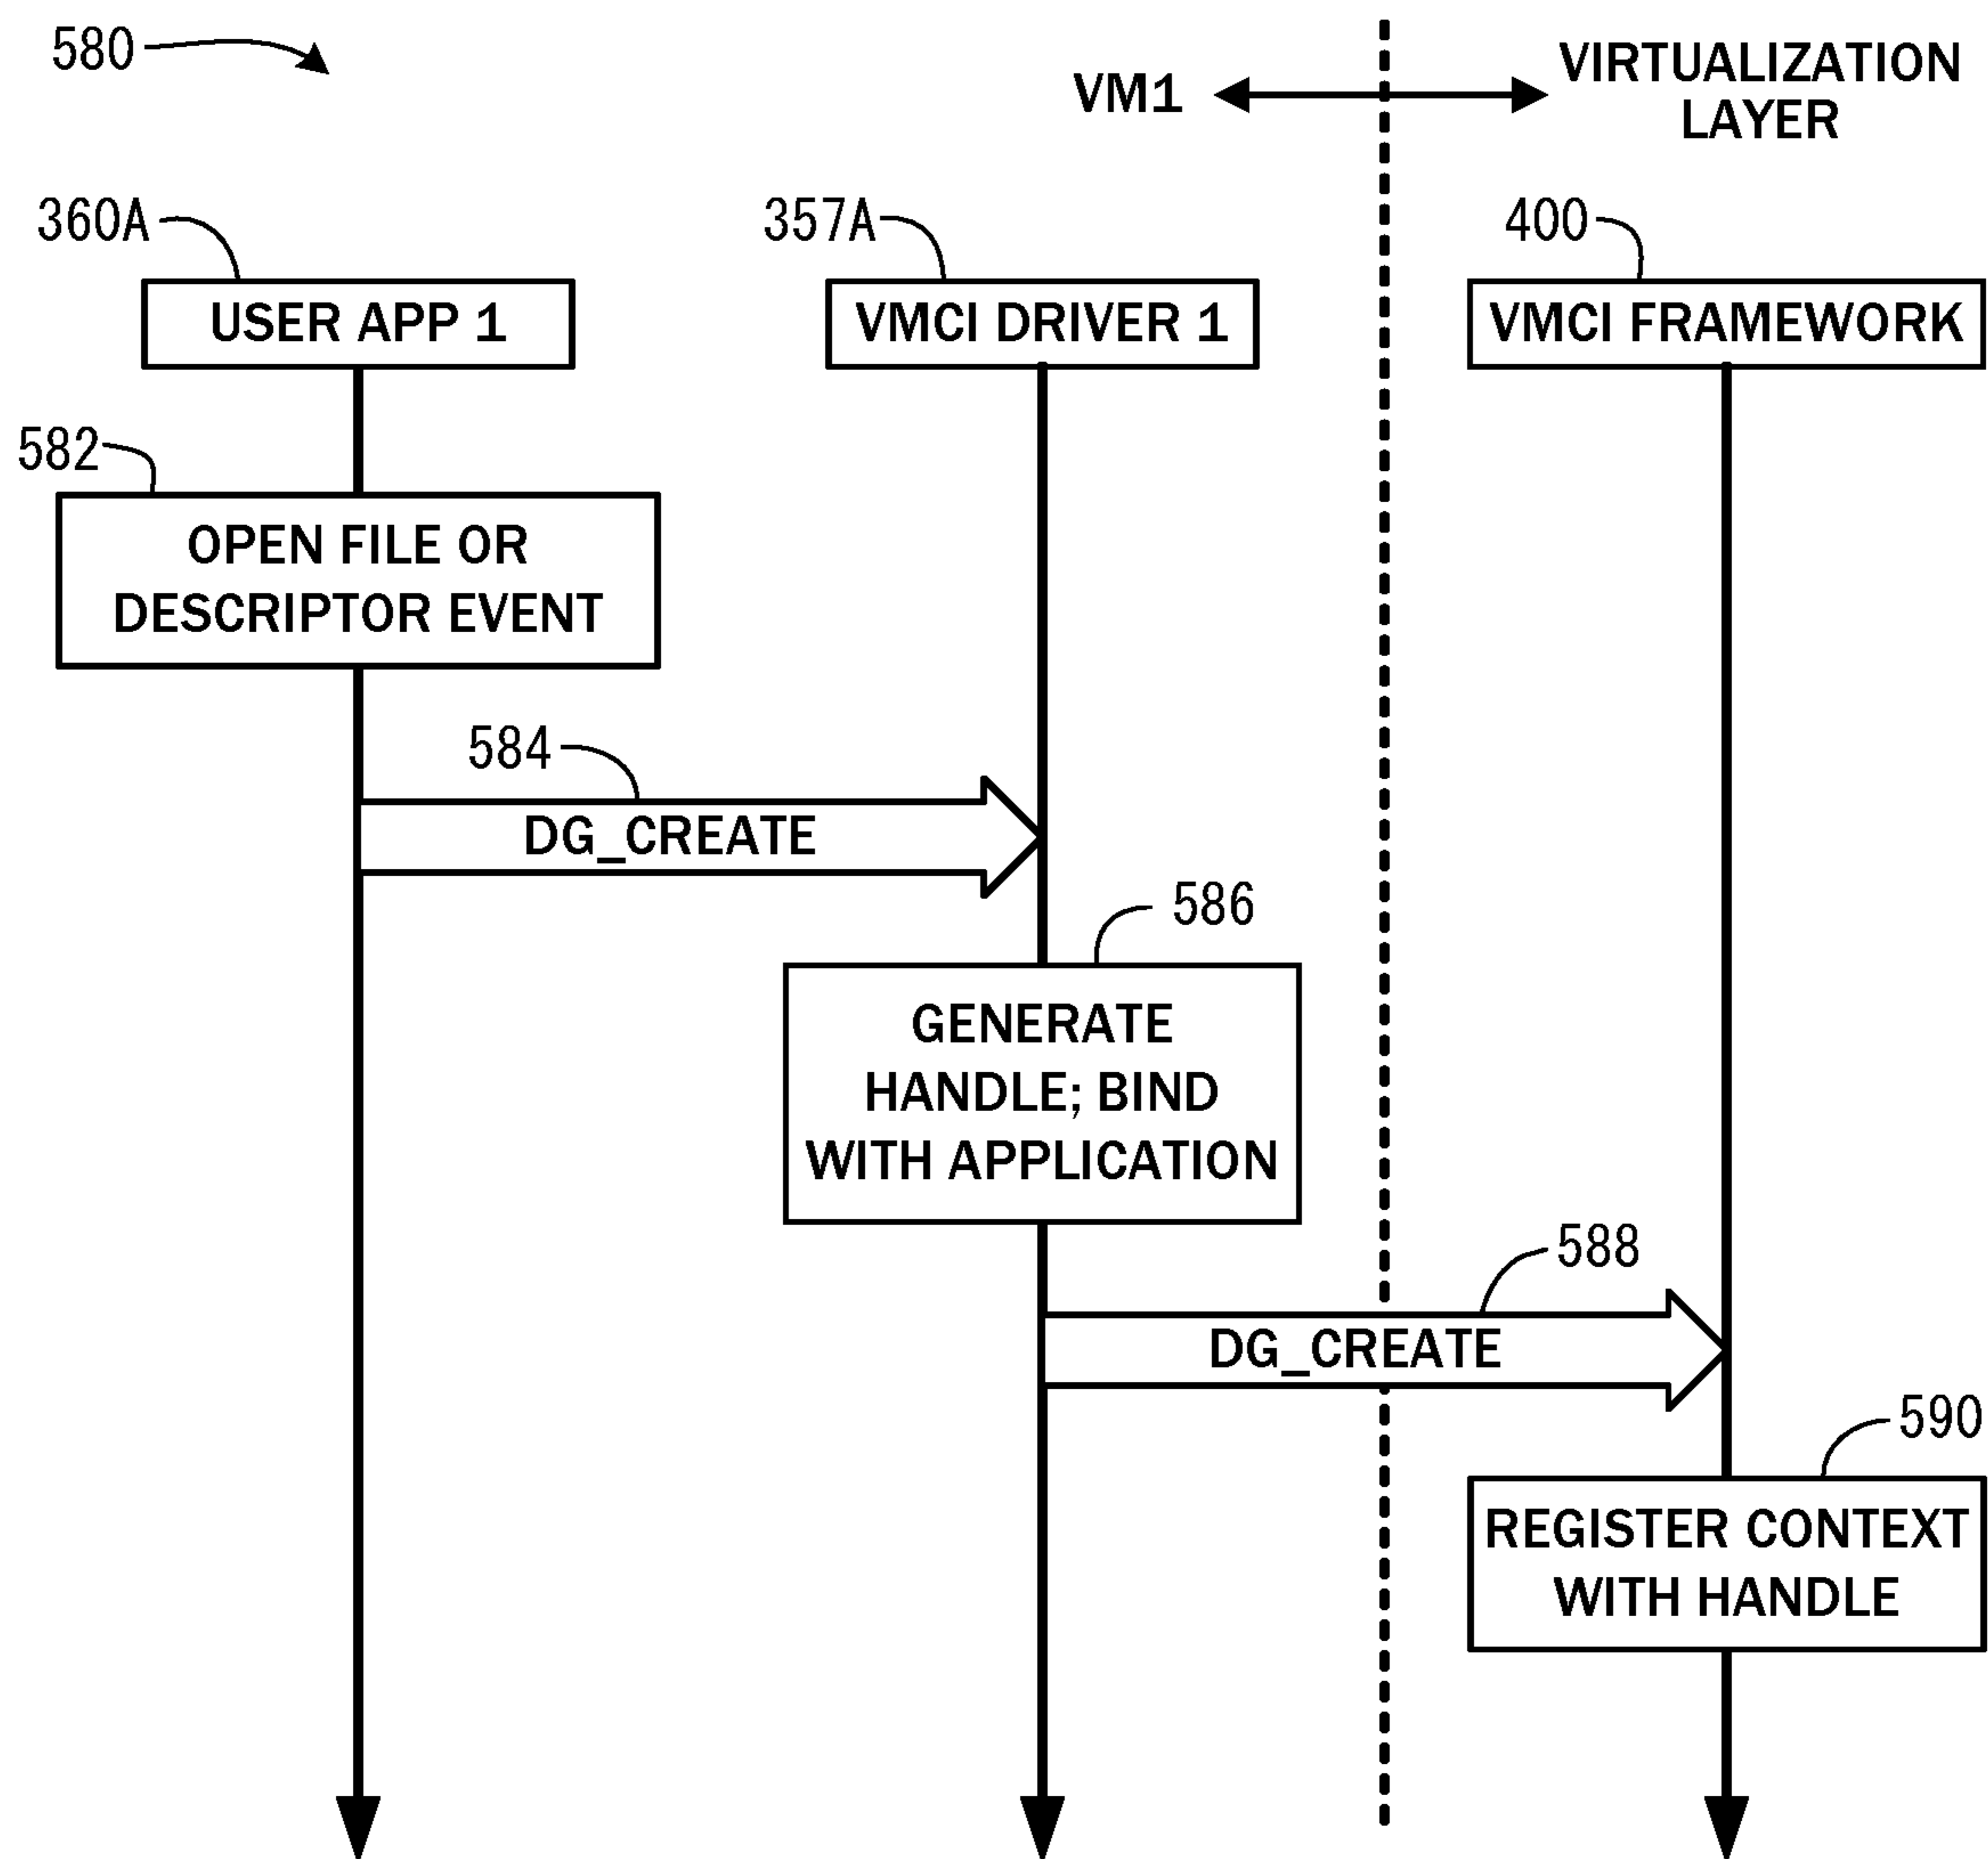 580
VM1
VIRTUALIZATION
LAYER
360A
357A
400
USER APP 1
VMCI DRIVER 1
VMCI FRAMEWORK
582
OPEN FILE OR
DESCRIPTOR EVENT
584
DG_CREATE
586
GENERATE
HANDLE; BIND
WITH APPLICATION
588
DG_CREATE
590
REGISTER CONTEXT
WITH HANDLE